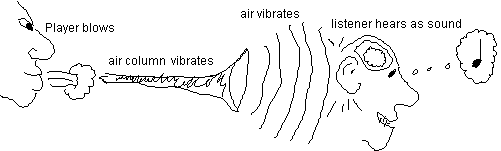 Player blows
air column vibrates
air vibrates
listener hears as sound